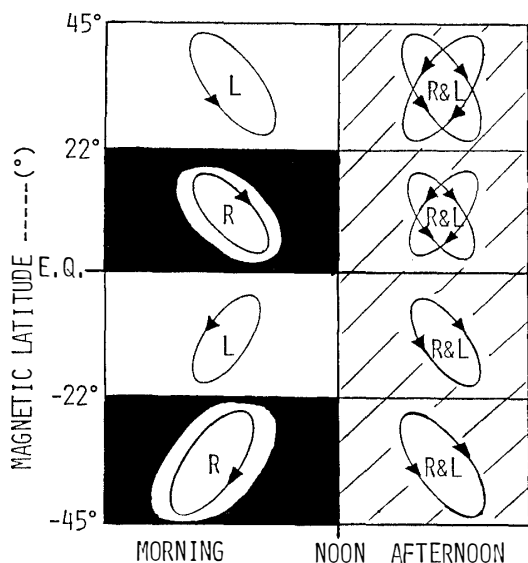 45°
L
R&L
22°
R
R&L
E.Q.
L
R&L
-22°
R
R&L
-45°
MORNING NOON AFTERNOON
MAGNETIC LATITUDE -----(°)